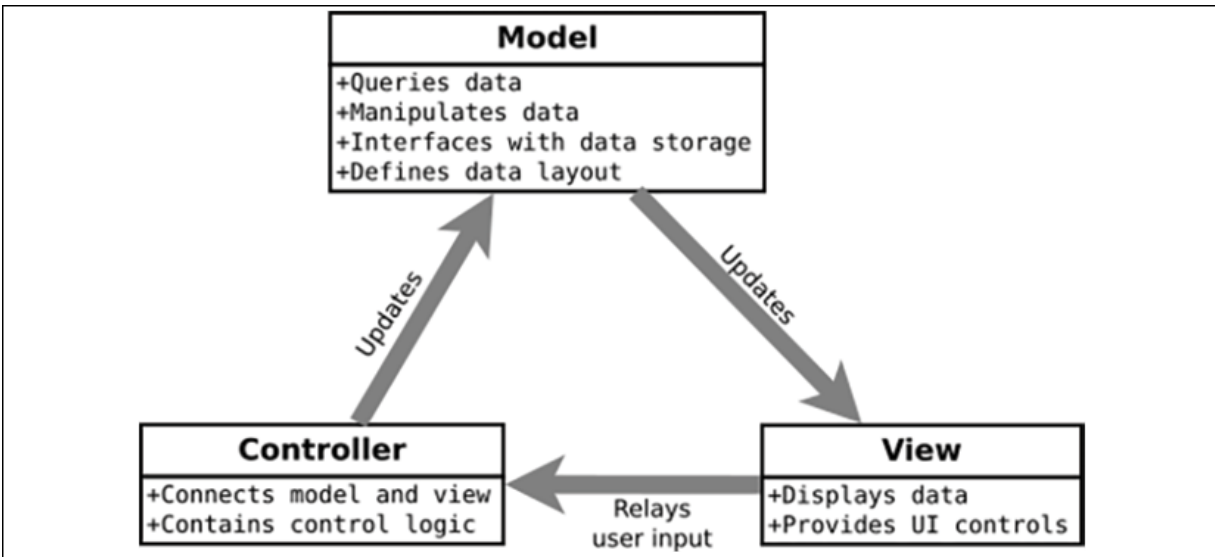 Model
+Queries data
+Manipulates data
+Interfaces with data storage
+Defines data layout
Updates
Updates
Controller
+Connects model and view
+Contains control logic
Relays
user input
View
+Displays data
+Provides UI controls